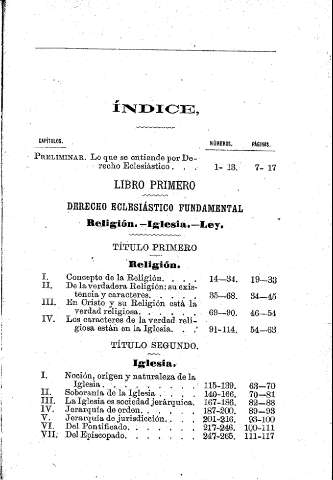 ÍNDICE,
CAPÍTULOS. NÚMEROS. PÁGINAS.
PRELIMINAR. Lo que se entiende por De-
recho Eclesiástico . . . 1- 13. 7- 17
LIBRO PRIMERO
DERECHO ECLESIÁSTICO FUNDAMENTAL
Religión.—Iglesia.—Ley.
TÍTULO PRIMERO
Religión.
I. Concepto de la Religión. . . . 14—34. 19—33
II. De la verdadera Religión: su exis-
tencia y caracteres. . . . . 35—68. 34—45
III. En Cristo y su Religión está la
verdad religiosa. . . . . 69—90. 46—54
IV. Los caracteres de la verdad reli-
giosa están en la Iglesia. . . 91-114. 54—63
TÍTULO SEGUNDO.
Iglesia.
I. Noción, origen y naturaleza de la
Iglesia. . . . . . . . . 115-139. 63—70
II. Soberanía de la Iglesia . . . . 140-166. 70—81
III. La Iglesia es sociedad jerárquica. 167-186. 82—88
IV. Jerarquía de orden. . . . . . 187-200. 89—93
V. Jerarquía de jurisdicción. . . . 201-216. 93-100
VI. Del Pontificado. . . . . . . 217-246. 100-111
VII. Del Episcopado. . . . . . . 247-265. 111-117